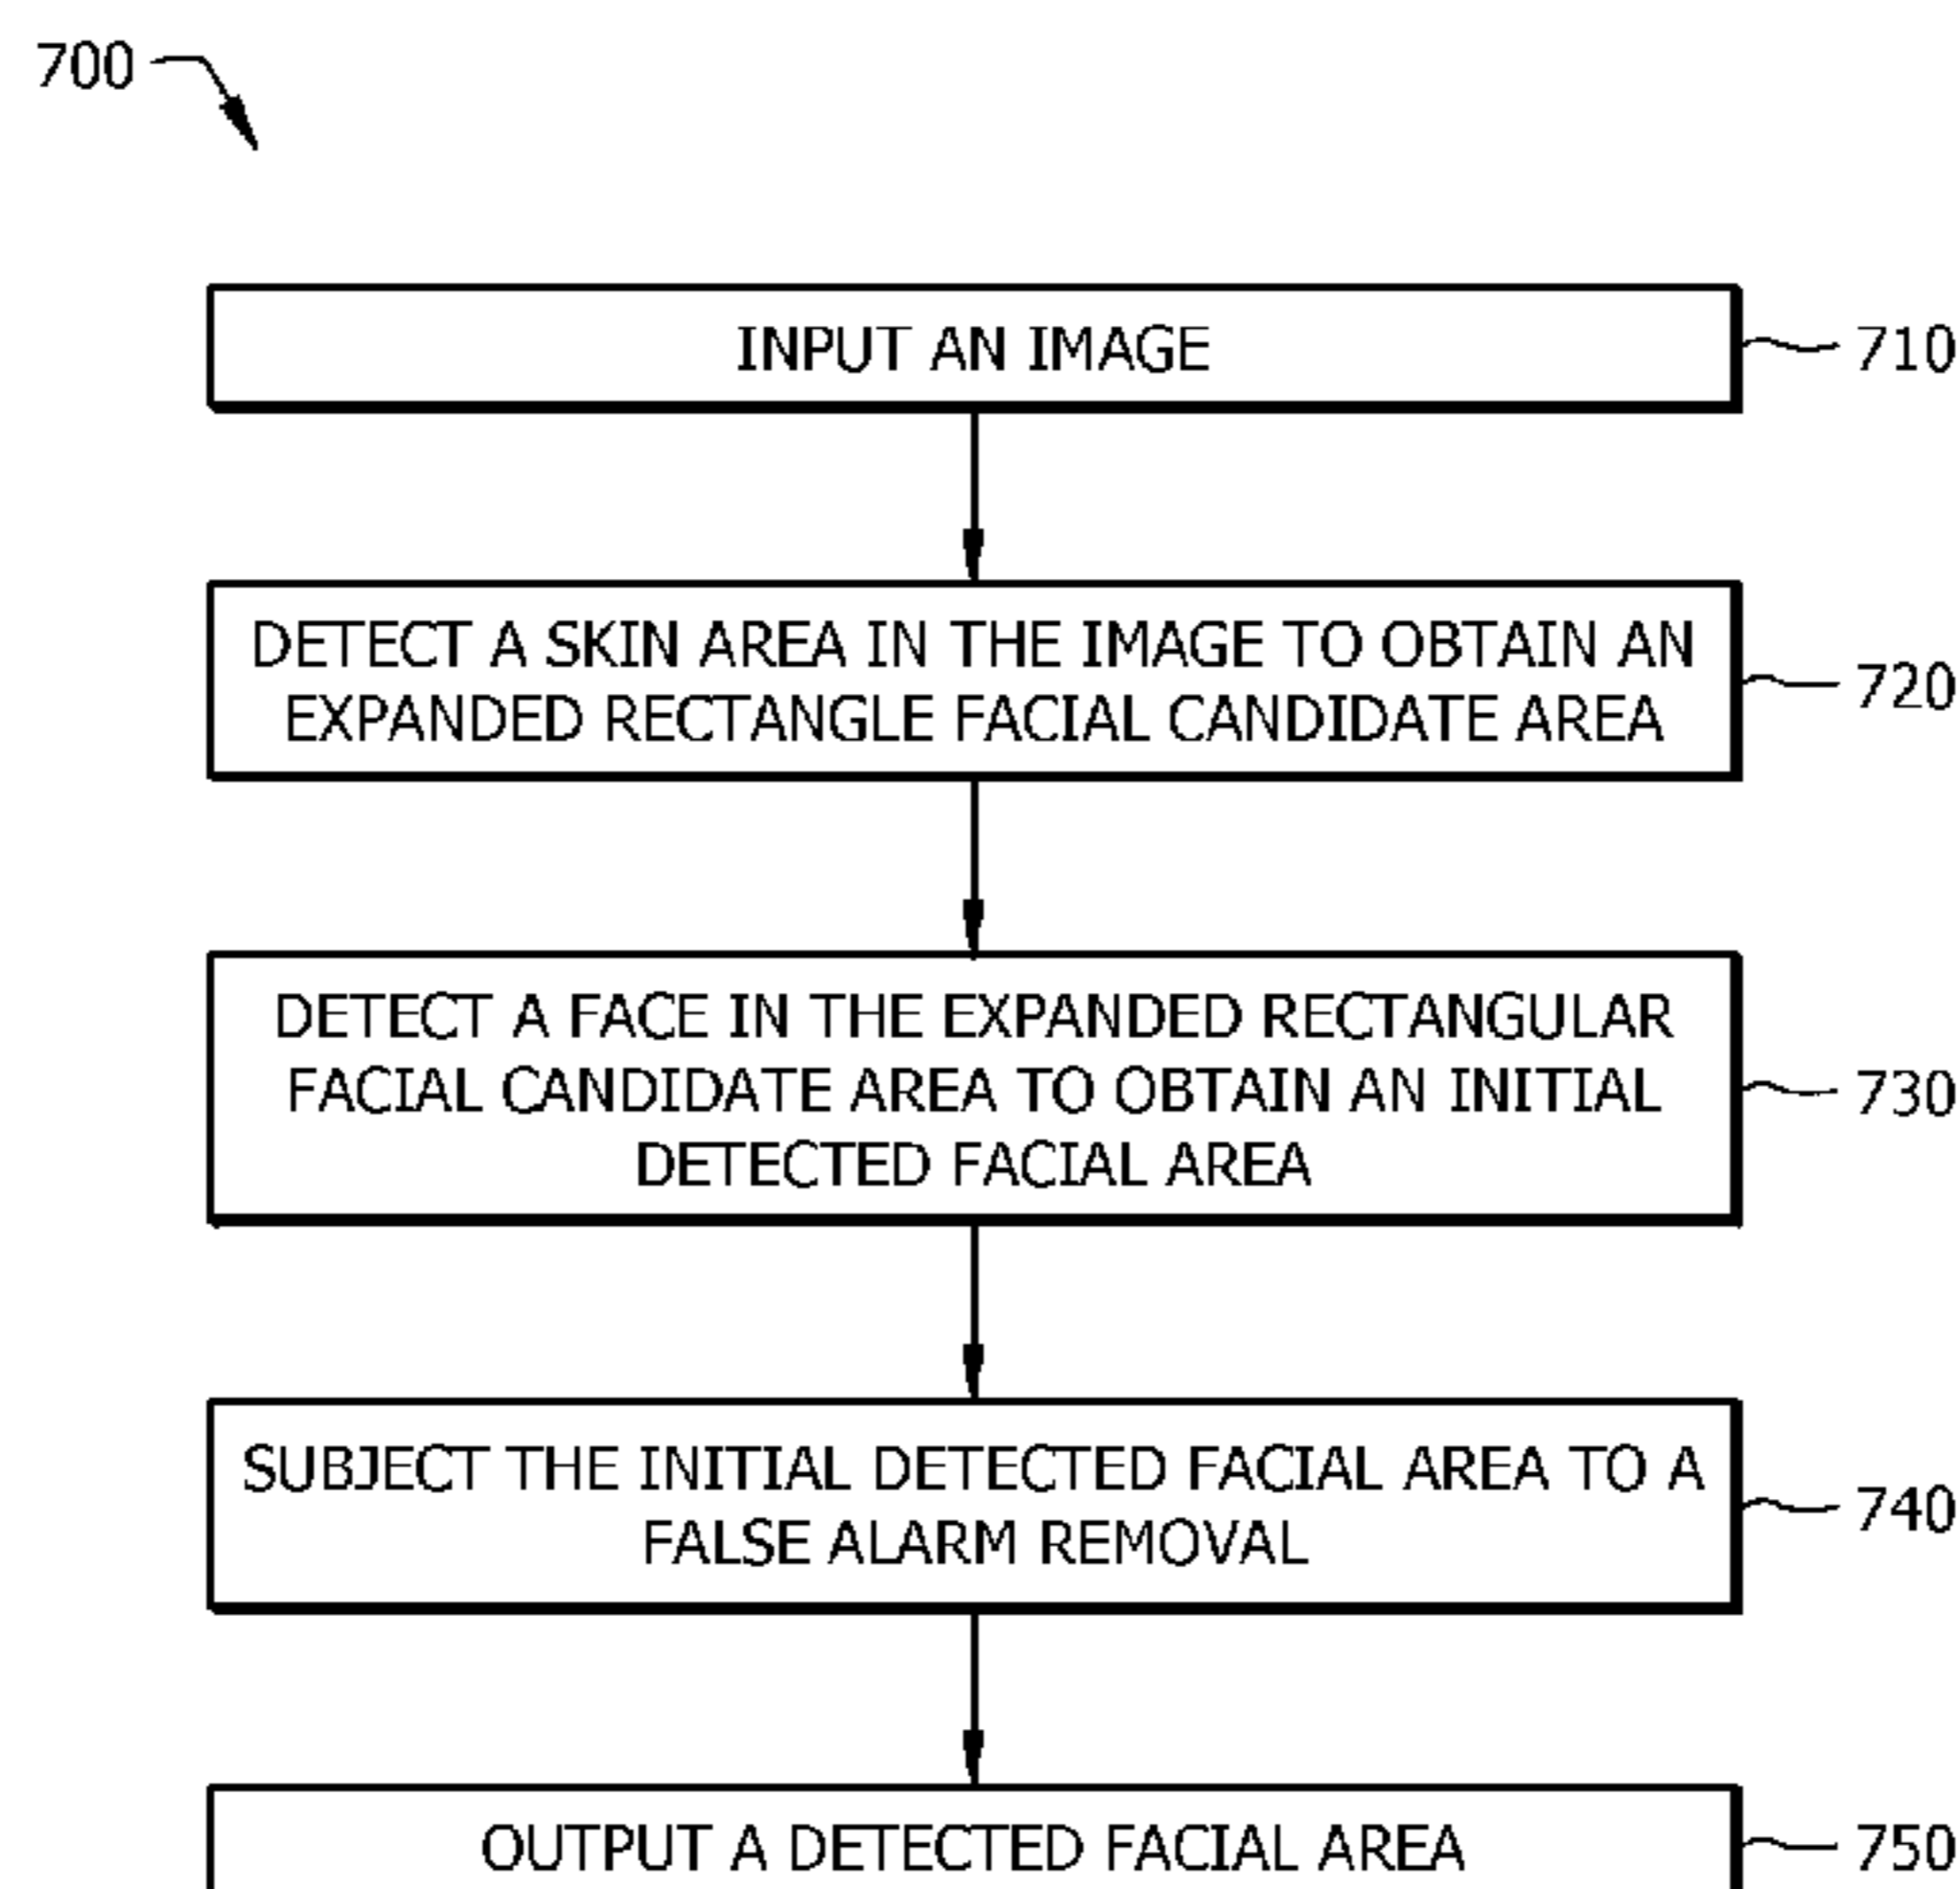 700
INPUT AN IMAGE
710
DETECT A SKIN AREA IN THE IMAGE TO OBTAIN AN
EXPANDED RECTANGLE FACIAL CANDIDATE AREA
720
DETECT A FACE IN THE EXPANDED RECTANGULAR
FACIAL CANDIDATE AREA TO OBTAIN AN INITIAL
DETECTED FACIAL AREA
730
SUBJECT THE INITIAL DETECTED FACIAL AREA TO A
FALSE ALARM REMOVAL
740
OUTPUT A DETECTED FACIAL AREA
750